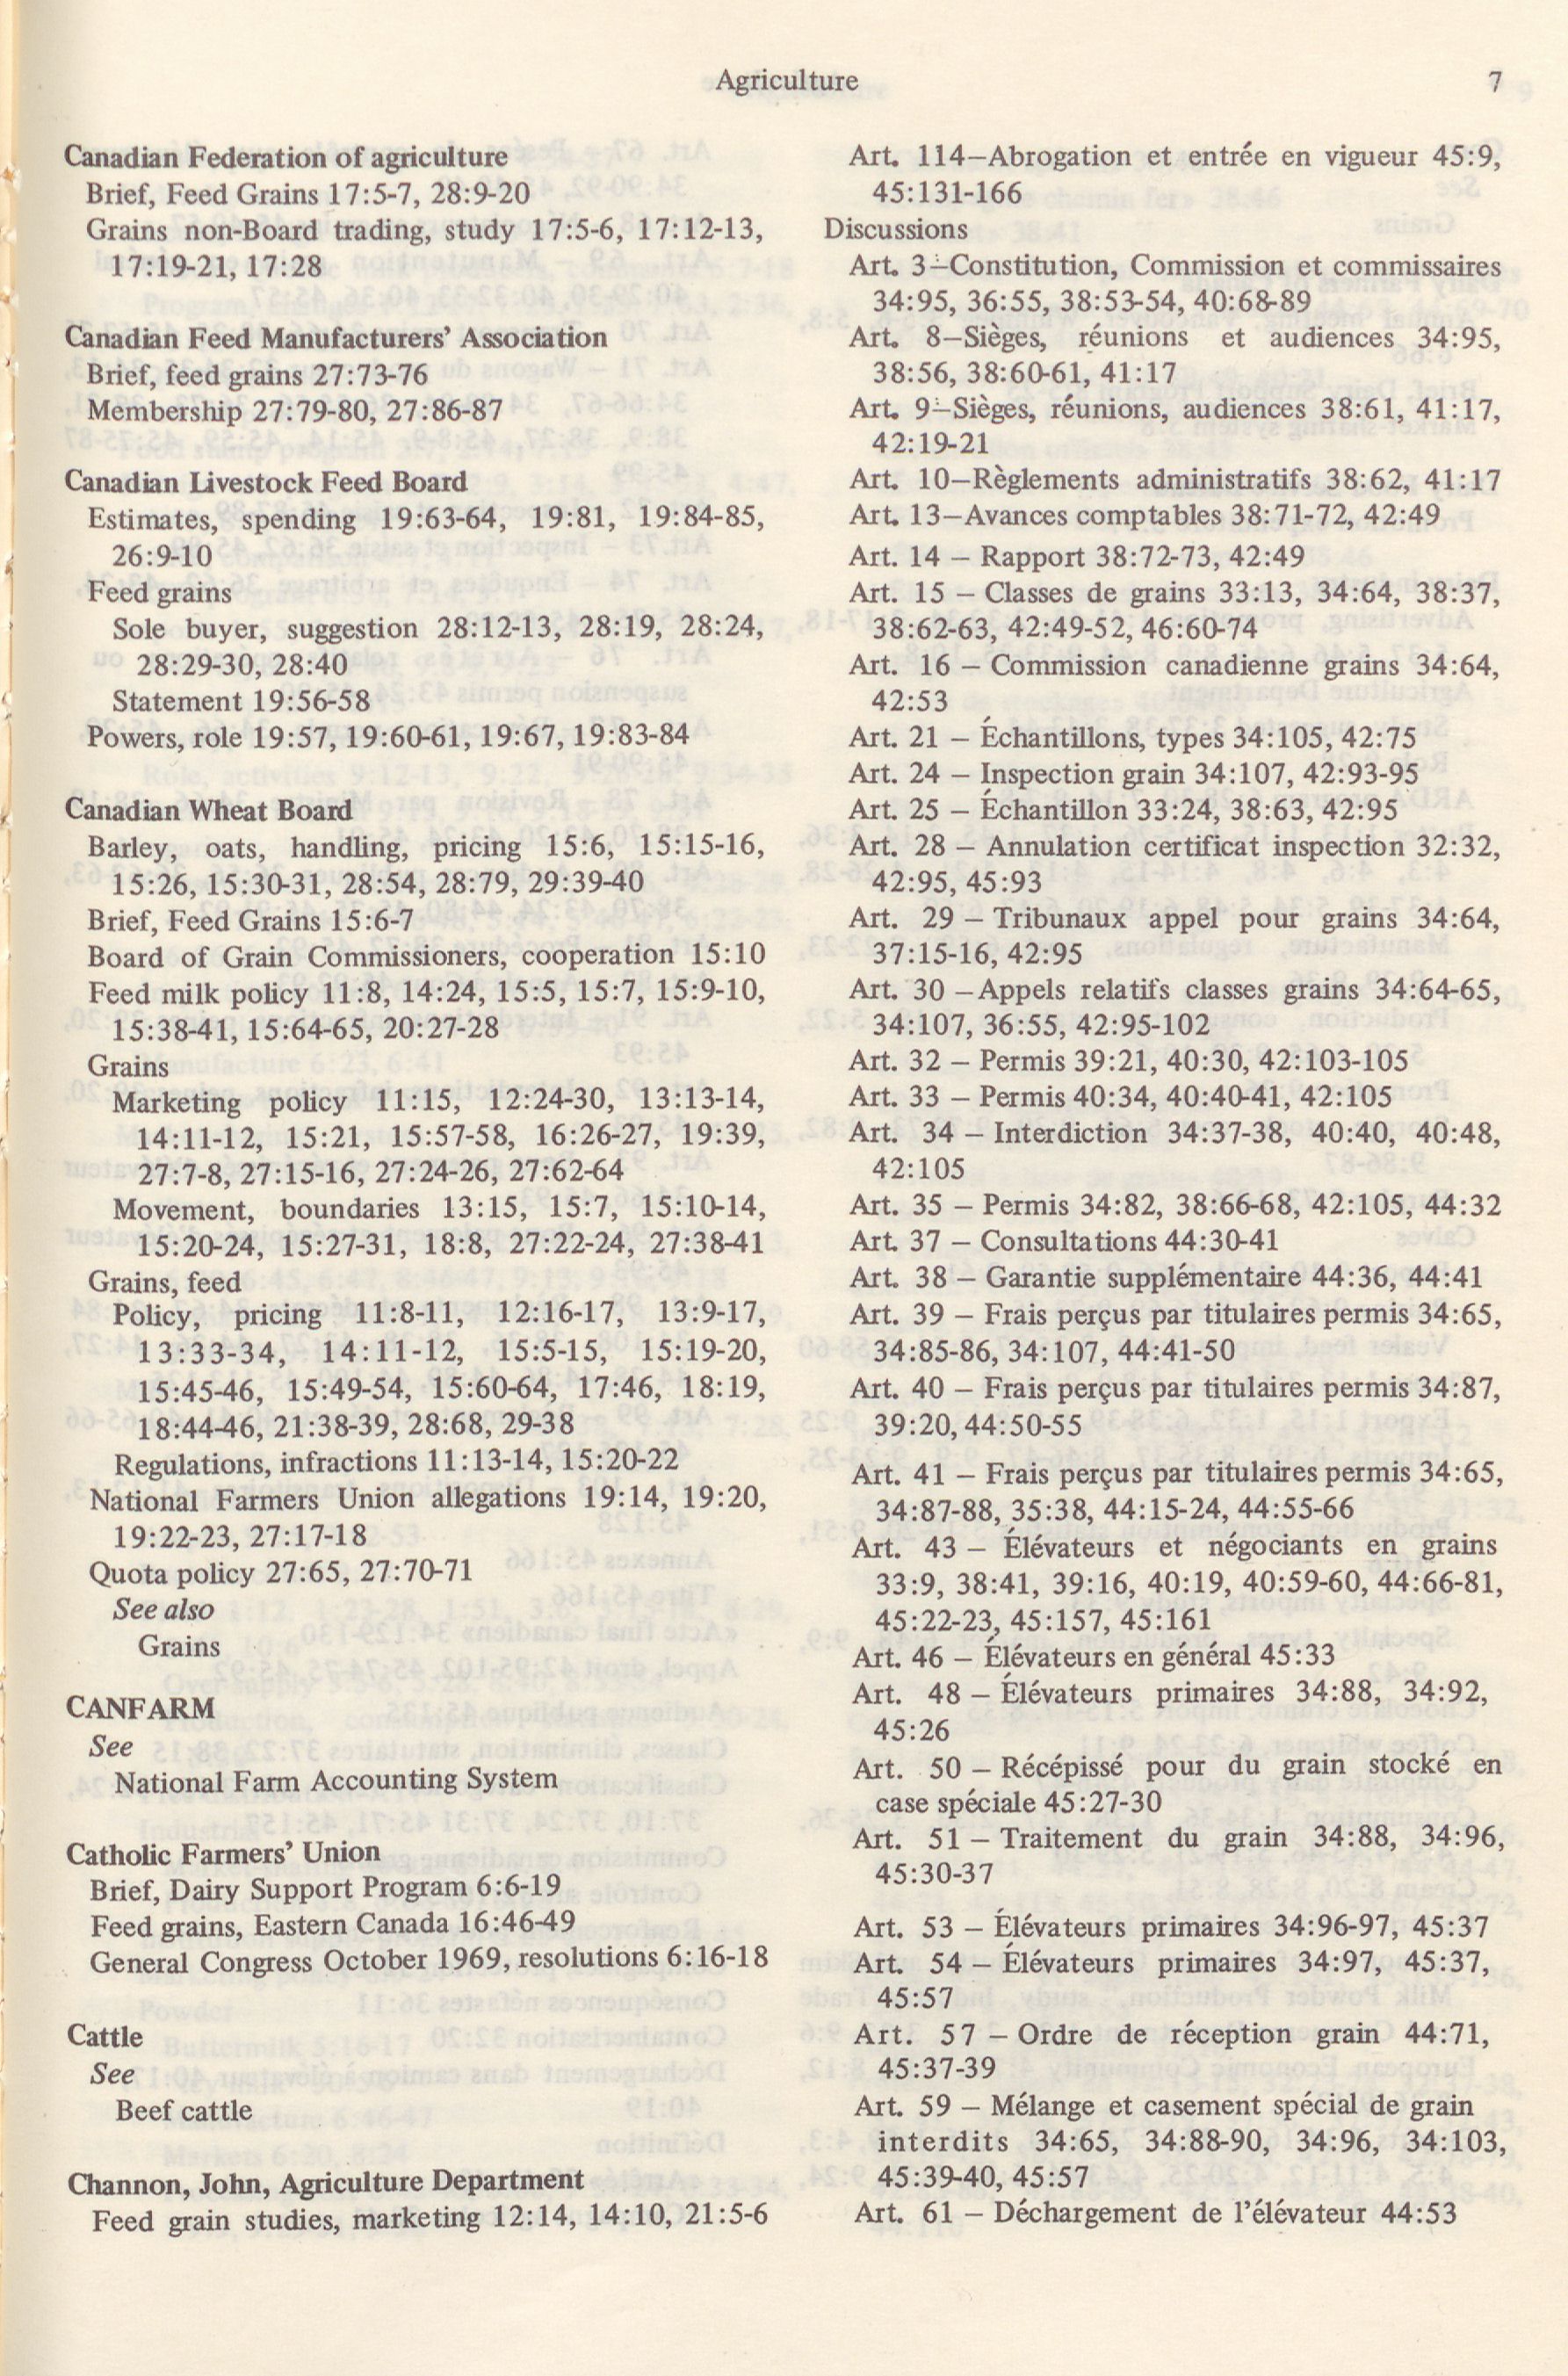 Agriculture
7
Canadian Federation of agriculture
Brief, Feed Grains 17:5-7, 28:9-20
Grains non-Board trading, study 17:5-6, 17:12-13,
17:19-21, 17:28
Canadian Feed Manufacturers' Association
Brief, feed grains 27:73-76
Membership 27:79-80, 27:86-87
Canadian Livestock Feed Board
Estimates, spending 19:63-64, 19:81, 19:84-85,
26:9-10
Feed grains
Sole buyer, suggestion 28:12-13, 28:19, 28:24,
28:29-30, 28:40
Statement 19:56-58
Powers, role 19:57, 19:60-61, 19:67, 19:83-84
Canadian Wheat Board
Barley, oats, handling, pricing 15:6, 15:15-16,
15:26, 15:30-31, 28:54, 28:79, 29:39-40
Brief, Feed Grains 15:6-7
Board of Grain Commissioners, cooperation 15:10
Feed milk policy 11:8, 14:24, 15:5, 15:7, 15:9-10,
15:38-41, 15:64-65, 20:27-28
Grains
Marketing policy 11:15, 12:24-30, 13:13-14,
14:11-12, 15:21, 15:57-58, 16:26-27, 19:39,
27:7-8, 27:15-16, 27:24-26, 27:62-64
Movement, boundaries 13:15, 15:7, 15:10-14,
15:20-24, 15:27-31, 18:8, 27:22-24, 27:38-41
Grains, feed
Policy, pricing 11:8-11, 12:16-17, 13:9-17,
13:33-34, 14:11-12, 15:5-15, 15:19-20,
15:45-46, 15:49-54, 15:60-64, 17:46, 18:19,
18:44-46, 21:38-39, 28:68, 29-38
Regulations, infractions 11:13-14, 15:20-22
National Farmers Union allegations 19:14, 19:20,
19:22-23, 27:17-18
Quota policy 27:65, 27:70-71
See also
Grains
CANFARM
See
National Farm Accounting System
Catholic Farmers' Union
Brief, Dairy Support Program 6:6-19
Feed grains, Eastern Canada 16:46-49
General Congress October 1969, resolutions 6:16-18
Cattle
See
Beef cattle
Channon, John, Agriculture Department
Feed grain studies, marketing 12:14, 14:10, 21:5-6
Art. 114—Abrogation et entrée en vigueur 45:9,
45:131-166
Discussions
Art. 3—Constitution, Commission et commissaires
34:95, 36:55, 38:53-54, 40:68-89
Art. 8—Sièges, réunions et audiences 34:95,
38:56, 38:60-61, 41:17
Art. 9—Sièges, réunions, audiences 38:61, 41:17,
42:19-21
Art. 10—Règlements administratifs 38:62, 41:17
Art. 13—Avances comptables 38:71-72, 42:49
Art. 14 — Rapport 38:72-73, 42:49
Art. 15 — Classes de grains 33:13, 34:64, 38:37,
38:62-63, 42:49-52, 46:60-74
Art. 16 — Commission canadienne grains 34:64,
42:53
Art. 21 — Échantillons, types 34:105, 42:75
Art. 24 — Inspection grain 34:107, 42:93-95
Art. 25 — Échantillon 33:24, 38:63, 42:95
Art. 28 — Annulation certificat inspection 32:32,
42:95, 45:93
Art. 29 — Tribunaux appel pour grains 34:64,
37:15-16, 42:95
Art. 30 —Appels relatifs classes grains 34:64-65,
34:107, 36:55, 42:95-102
Art. 32 — Permis 39:21, 40:30, 42:103-105
Art. 33 — Permis 40:34, 40:40-41, 42:105
Art. 34 — Interdiction 34:37-38, 40:40, 40:48,
42:105
Art. 35 — Permis 34:82, 38:66-68, 42:105, 44:32
Art. 37 — Consultations 44:30-41
Art. 38 — Garantie supplémentaire 44:36, 44:41
Art. 39 — Frais perçus par titulaires permis 34:65,
34:85-86, 34:107, 44:41-50
Art. 40 — Frais perçus par titulaires permis 34:87,
39:20, 44:50-55
Art. 41 — Frais perçus par titulaires permis 34:65,
34:87-88, 35:38, 44:15-24, 44:55-66
Art. 43 — Élévateurs et négociants en grains
33:9, 38:41, 39:16, 40:19, 40:59-60, 44:66-81,
45:22-23, 45:157, 45:161
Art. 46 — Élévateurs en général 45:33
Art. 48 — Élévateurs primaires 34:88, 34:92,
45:26
Art. 50 — Récépissé pour du grain stocké en
case spéciale 45:27-30
Art. 51 — Traitement du grain 34:88, 34:96,
45:30-37
Art. 53 — Élévateurs primaires 34:96-97, 45:37
Art. 54 — Élévateurs primaires 34:97, 45:37,
45:57
Art. 57 — Ordre de réception grain 44:71,
45:37-39
Art. 59 — Mélange et casement spécial de grain
interdits 34:65, 34:88-90, 34:96, 34:103,
45:39-40, 45:57
Art. 61 — Déchargement de l'élévateur 44:53